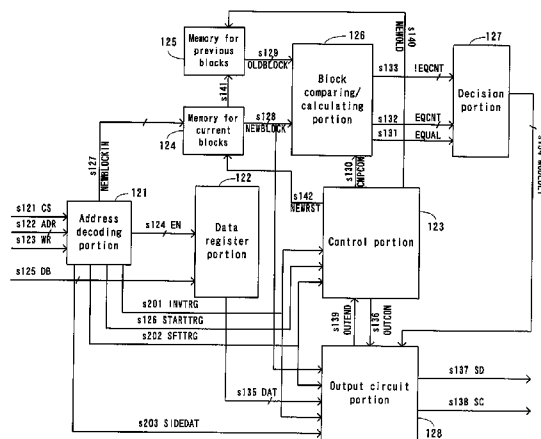 125
Memory for
previous
blocks
s129
OLDBLOCK
126
Block
comparing/
calculating
portion
s140
NEWOLD
127
Decision
portion
s133
!EQCNT
s132
EQCNT
s131
EQUAL
s141
124
Memory for
current
blocks
s128
NEWBLOCK
s127
NEWBLOCKIN
s130
CNPCON
s142
NEWRST
121
Address
decoding
portion
s121 CS
s122 ADR
s123 WR
s125 DB
s124 EN
122
Data
register
portion
123
Control portion
s201 INVTRG
s126 STARTTRG
s202 SFTTRG
s139
OUTEND
s136
OUTCON
s135 DAT
s203 SIDEDAT
Output circuit
portion
128
s137 SD
s138 SC